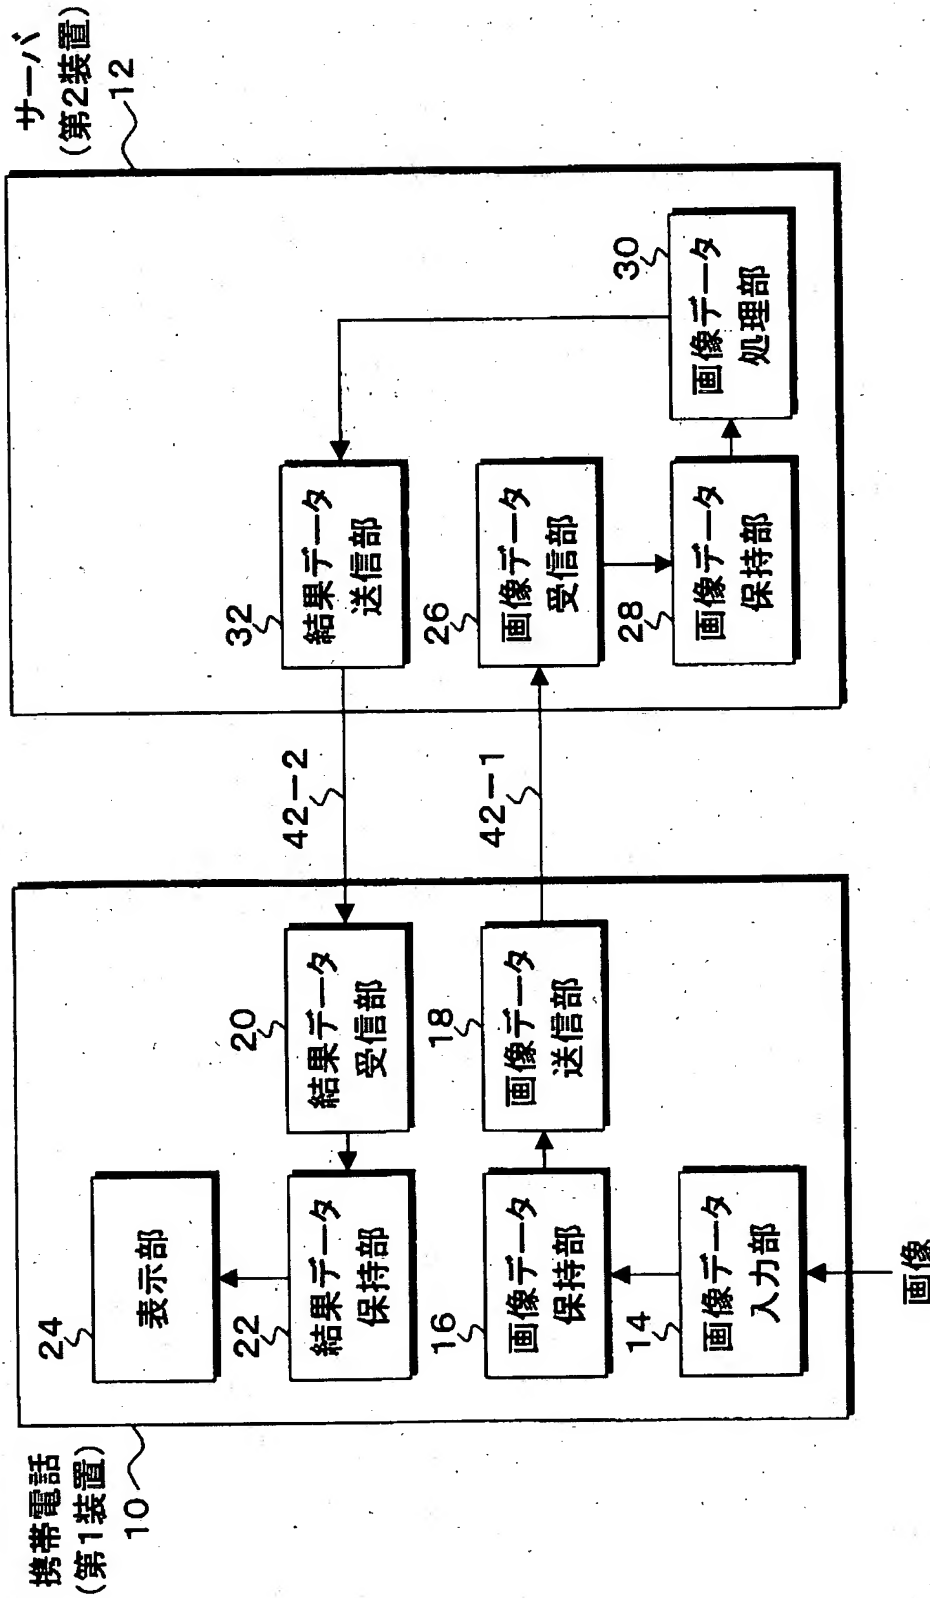 携帯電話
(第1装置)
10
24
表示部
22
結果データ
保持部
20
結果データ
受信部
16
画像データ
保持部
18
画像データ
送信部
14
画像データ
入力部
画像
42-2
42-1
サーバ
(第2装置)
12
32
結果データ
送信部
26
画像データ
受信部
28
画像データ
保持部
30
画像データ
処理部